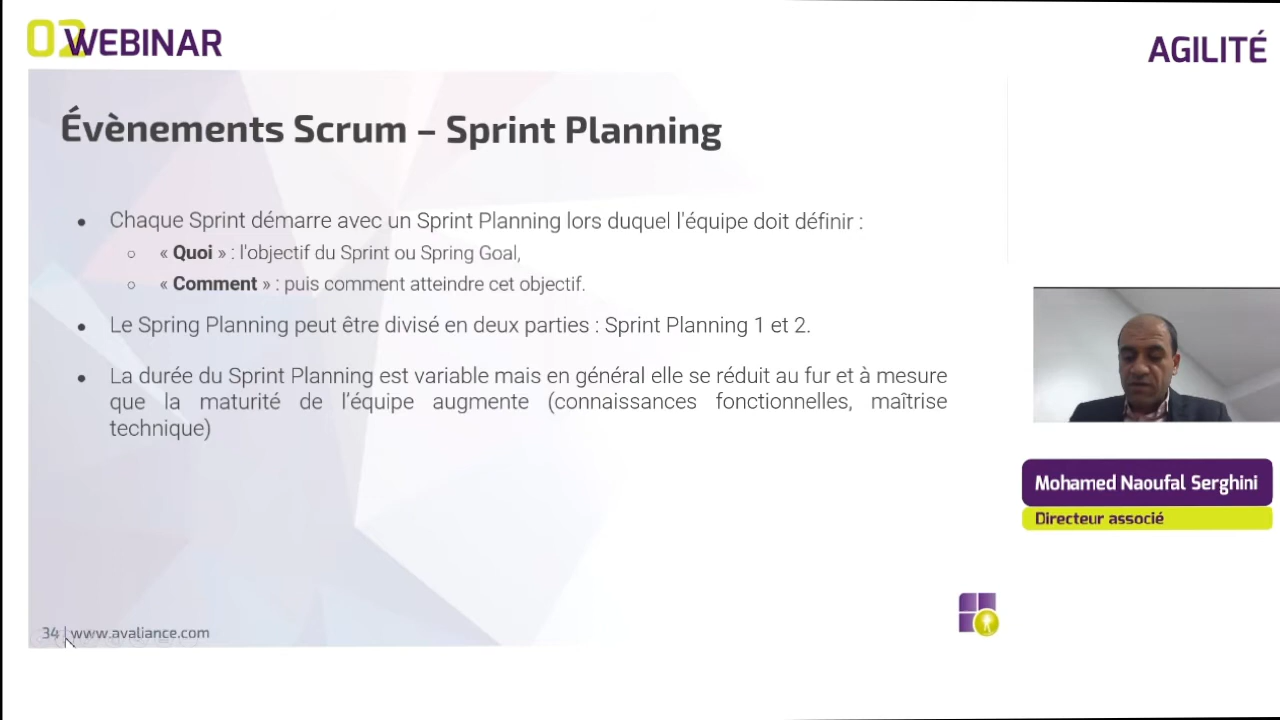 02 WEBINAR
AGILITÉ
Évènements Scrum – Sprint Planning
• Chaque Sprint démarre avec un Sprint Planning lors duquel l'équipe doit définir :
○ « Quoi » : l'objectif du Sprint ou Spring Goal,
○ « Comment » : puis comment atteindre cet objectif.
• Le Spring Planning peut être divisé en deux parties : Sprint Planning 1 et 2.
• La durée du Sprint Planning est variable mais en général elle se réduit au fur et à mesure
que la maturité de l’équipe augmente (connaissances fonctionnelles, maîtrise
technique)
Mohamed Naoufal Serghini
Directeur associé
34 | www.avaliance.com